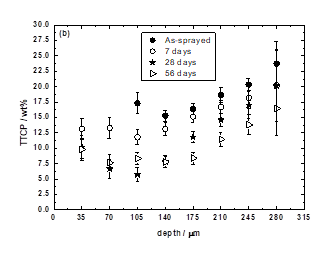 (b)
As-sprayed
7 days
28 days
56 days
TTCP / wt%
30.0
27.5
25.0
22.5
20.0
17.5
15.0
12.5
10.0
7.5
5.0
2.5
0.0
0 35 70 105 140 175 210 245 280 315
depth / μm